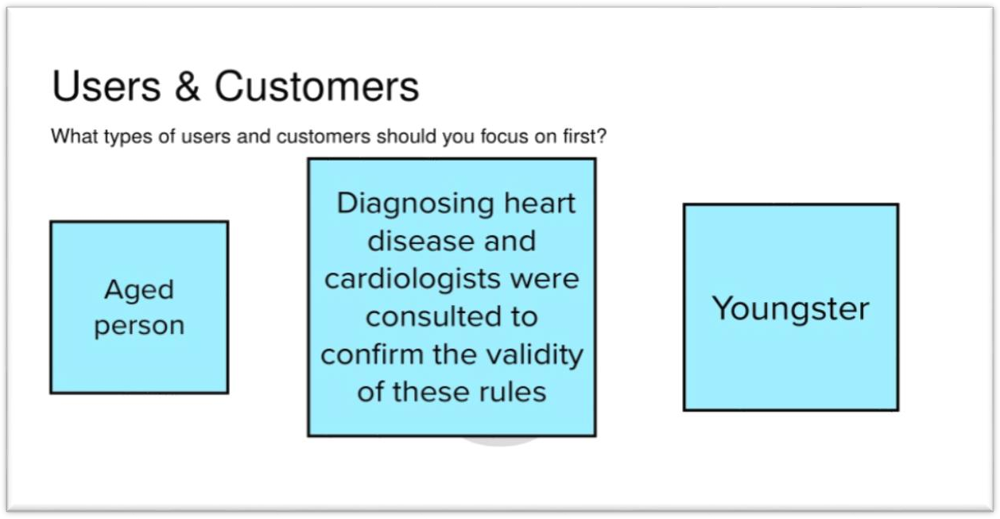 Users & Customers
What types of users and customers should you focus on first?
Aged
person
Diagnosing heart
disease and
cardiologists were
consulted to
confirm the validity
of these rules
Youngster